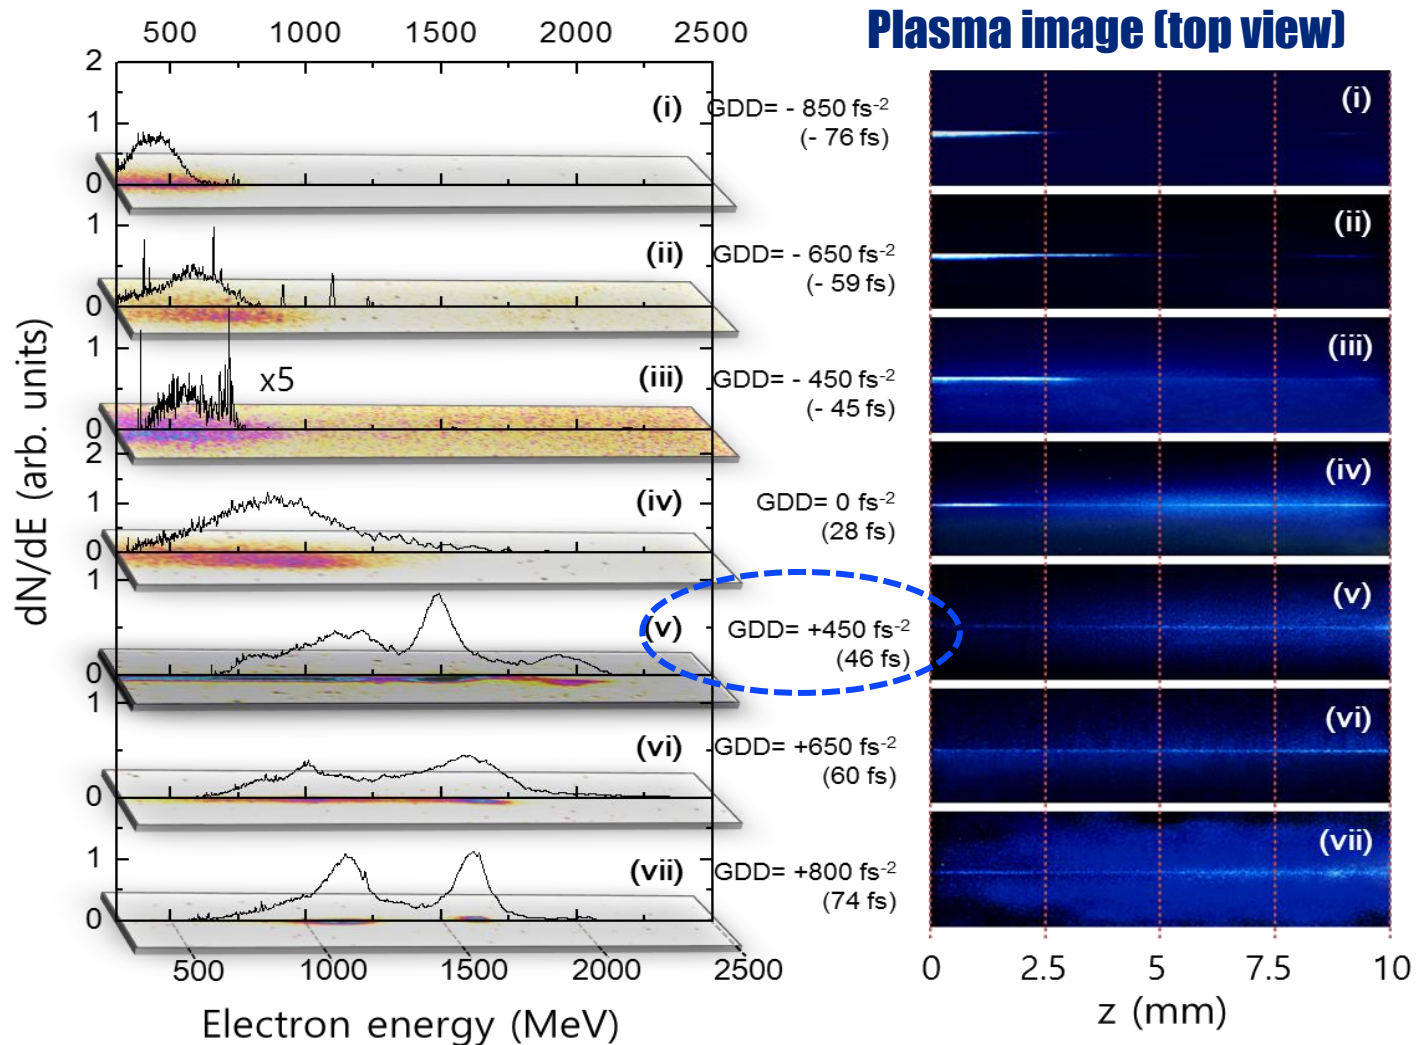 500 1000 1500 2000 2500
Plasma image (top view)
2
(i)
GDD= - 850 fs-2
(- 76 fs)
(i)
1
0
1
(ii)
GDD= - 650 fs-2
(- 59 fs)
(ii)
0
1
x5
(iii)
GDD= - 450 fs-2
(- 45 fs)
(iii)
0
2
(iv)
GDD= 0 fs-2
(28 fs)
(iv)
1
0
1
(v)
GDD= +450 fs-2
(46 fs)
(v)
0
1
(vi)
GDD= +650 fs-2
(60 fs)
(vi)
0
1
(vii)
GDD= +800 fs-2
(74 fs)
(vii)
0
dN/dE (arb. units)
500 1000 1500 2000 2500
Electron energy (MeV)
0 2.5 5 7.5 10
z (mm)